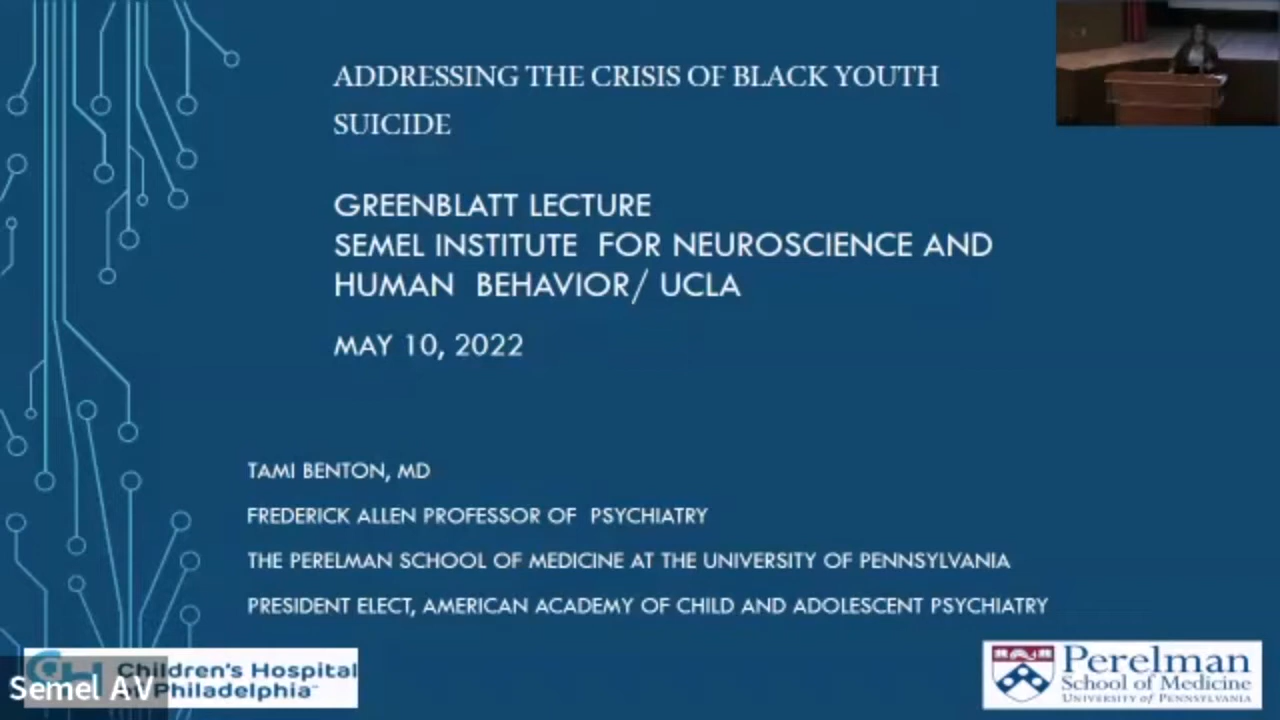 ADDRESSING THE CRISIS OF BLACK YOUTH
SUICIDE
GREENBLATT LECTURE
SEMEL INSTITUTE FOR NEUROSCIENCE AND
HUMAN BEHAVIOR/ UCLA
MAY 10, 2022
TAMI BENTON, MD
FREDERICK ALLEN PROFESSOR OF PSYCHIATRY
THE PERELMAN SCHOOL OF MEDICINE AT THE UNIVERSITY OF PENNSYLVANIA
PRESIDENT ELECT, AMERICAN ACADEMY OF CHILD AND ADOLESCENT PSYCHIATRY
Children's Hospital
Philadelphia
Semel AV
Perelman
School of Medicine
UNIVERSITY of PENNSYLVANIA